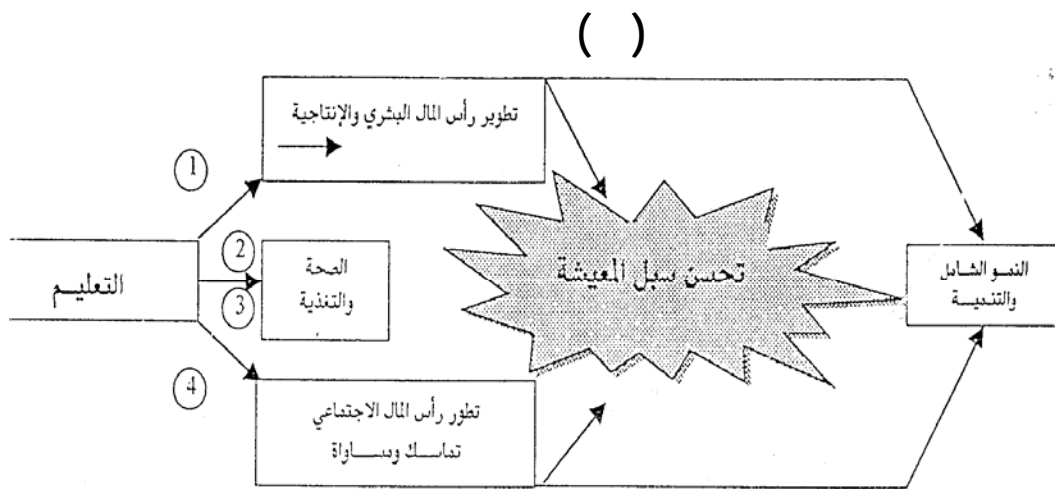 ( )
تطوير رأس المال البشري والإنتاجية
1
2
3
4
التعليم
الصحة
والتغذية
تحسن سبل المعيشة
النمو الشامل
والتنمية
تطور رأس المال الاجتماعي
تماسك ومساواة